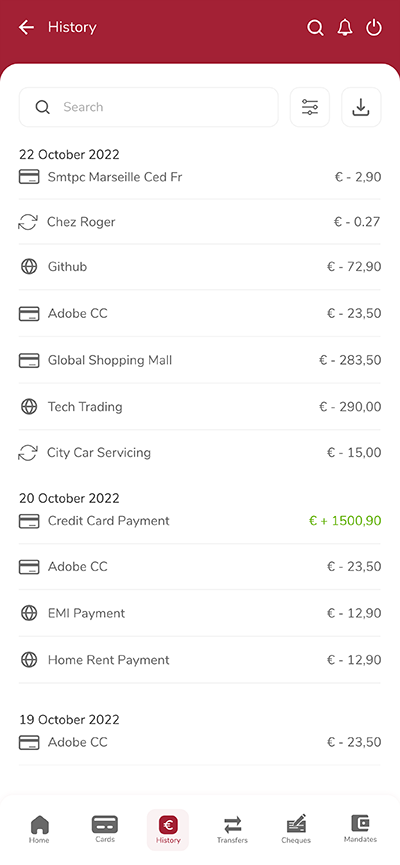 History
Search
22 October 2022
Smtpc Marseille Ced Fr € - 2,90
Chez Roger € - 0.27
Github € - 72,90
Adobe CC € - 23,50
Global Shopping Mall € - 283,50
Tech Trading € - 290,00
City Car Servicing € - 15,00
20 October 2022
Credit Card Payment € + 1500,90
Adobe CC € - 23,50
EMI Payment € - 12,90
Home Rent Payment € - 12,90
19 October 2022
Adobe CC € - 23,50
Home Cards History Transfers Cheques Mandates